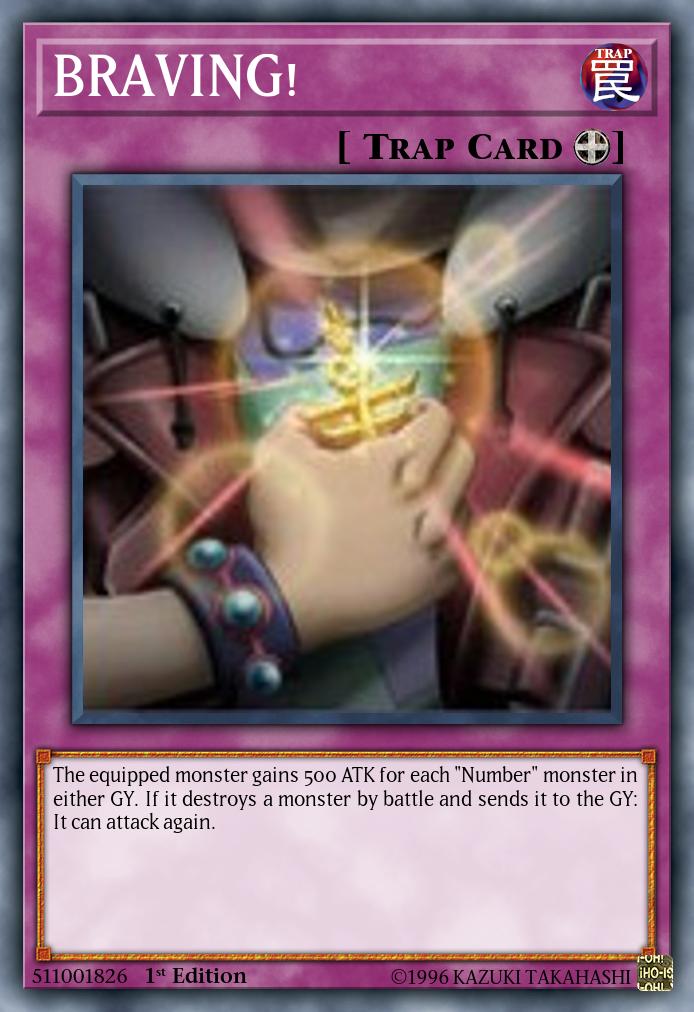 BRAVING!
TRAP
罠
[ TRAP CARD ]
The equipped monster gains 500 ATK for each "Number" monster in
either GY. If it destroys a monster by battle and sends it to the GY:
It can attack again.
511001826 1st Edition ©1996 KAZUKI TAKAHASHI